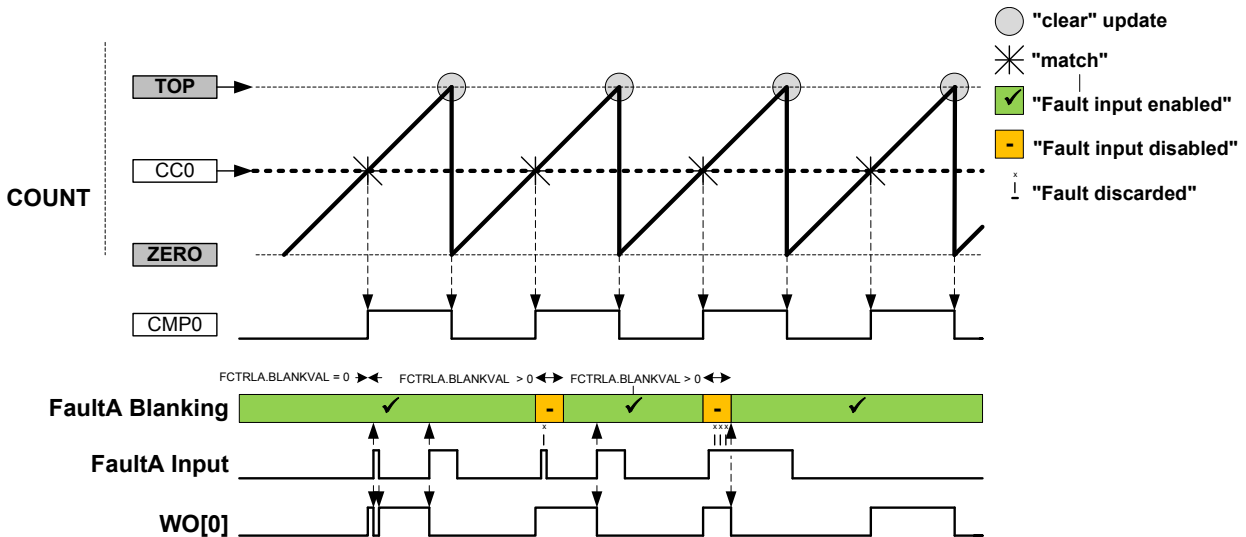 "clear" update
"match"
"Fault input enabled"
"Fault input disabled"
x
"Fault discarded"
TOP
CC0
COUNT
ZERO
CMP0
FCTRLA.BLANKVAL = 0
FCTRLA.BLANKVAL > 0
FCTRLA.BLANKVAL > 0
FaultA Blanking
- -
x xxx
FaultA Input
WO[0]